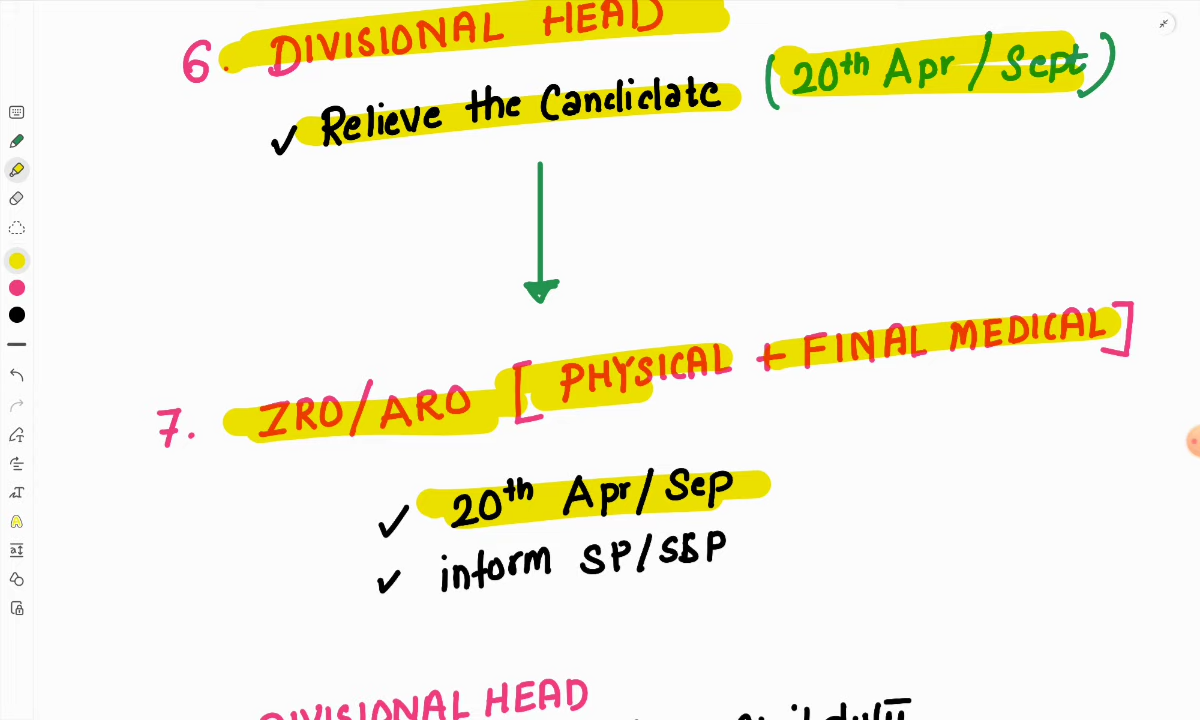 6. DIVISIONAL HEAD
✓ Relieve the Candidate (20th Apr / Sept)
7. ZRO/ARO [PHYSICAL + FINAL MEDICAL]
✓ 20th Apr/Sep
✓ inform SP/SBP
DIVISIONAL HEAD